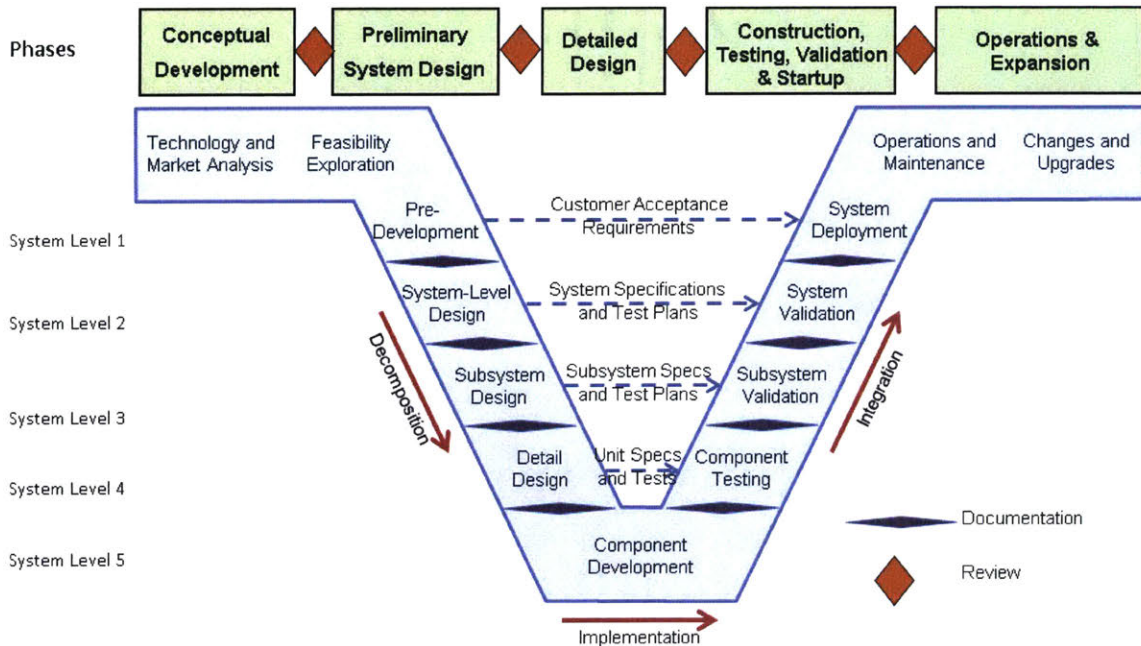 Phases
Conceptual
Development
Preliminary
System Design
Detailed
Design
Construction,
Testing, Validation
& Startup
Operations &
Expansion
Technology and
Market Analysis
Feasibility
Exploration
Operations and
Maintenance
Changes and
Upgrades
System Level 1
Pre-
Development
Customer Acceptance
Requirements
System
Deployment
System Level 2
System-Level
Design
System Specifications
and Test Plans
System
Validation
Decomposition
Integration
System Level 3
Subsystem
Design
Subsystem Specs
and Test Plans
Subsystem
Validation
System Level 4
Detail
Design
Unit Specs
and Tests
Component
Testing
Documentation
System Level 5
Component
Development
Review
Implementation